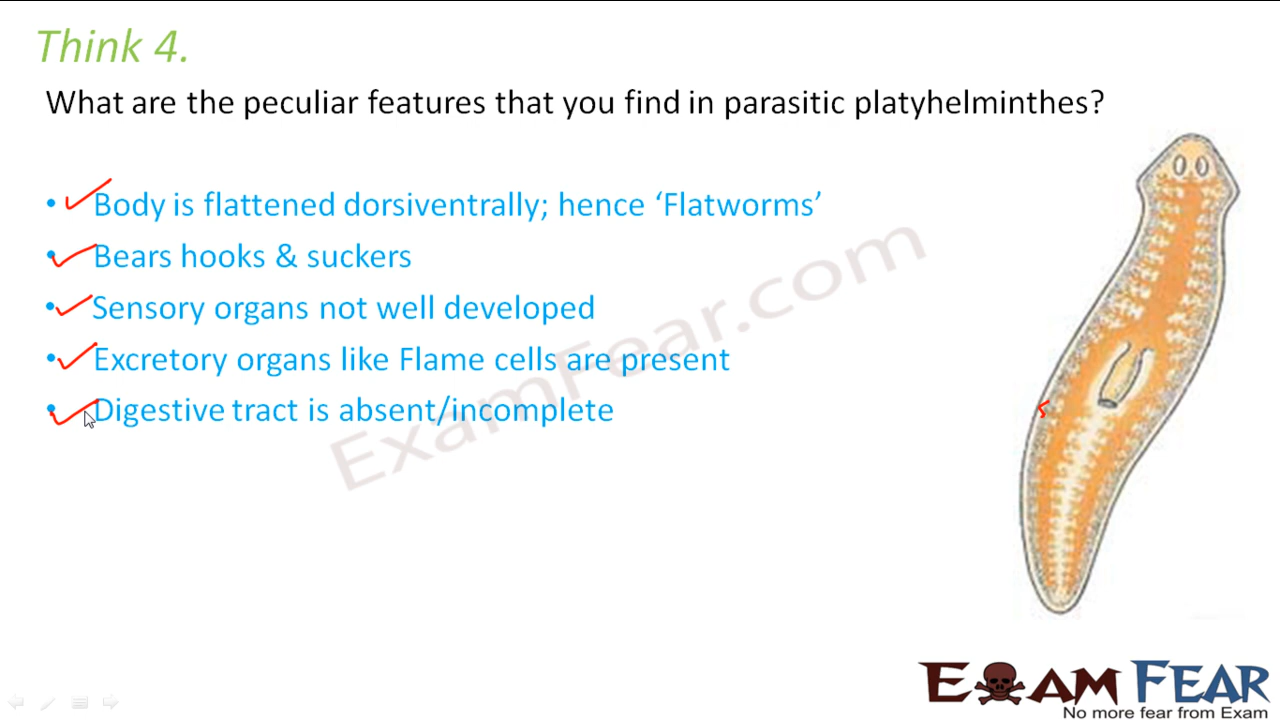 Think 4.
What are the peculiar features that you find in parasitic platyhelminthes?
• Body is flattened dorsiventrally; hence ‘Flatworms’
• Bears hooks & suckers
• Sensory organs not well developed
• Excretory organs like Flame cells are present
• Digestive tract is absent/incomplete
ExamFear.com
EXAM FEAR
No more fear from Exam